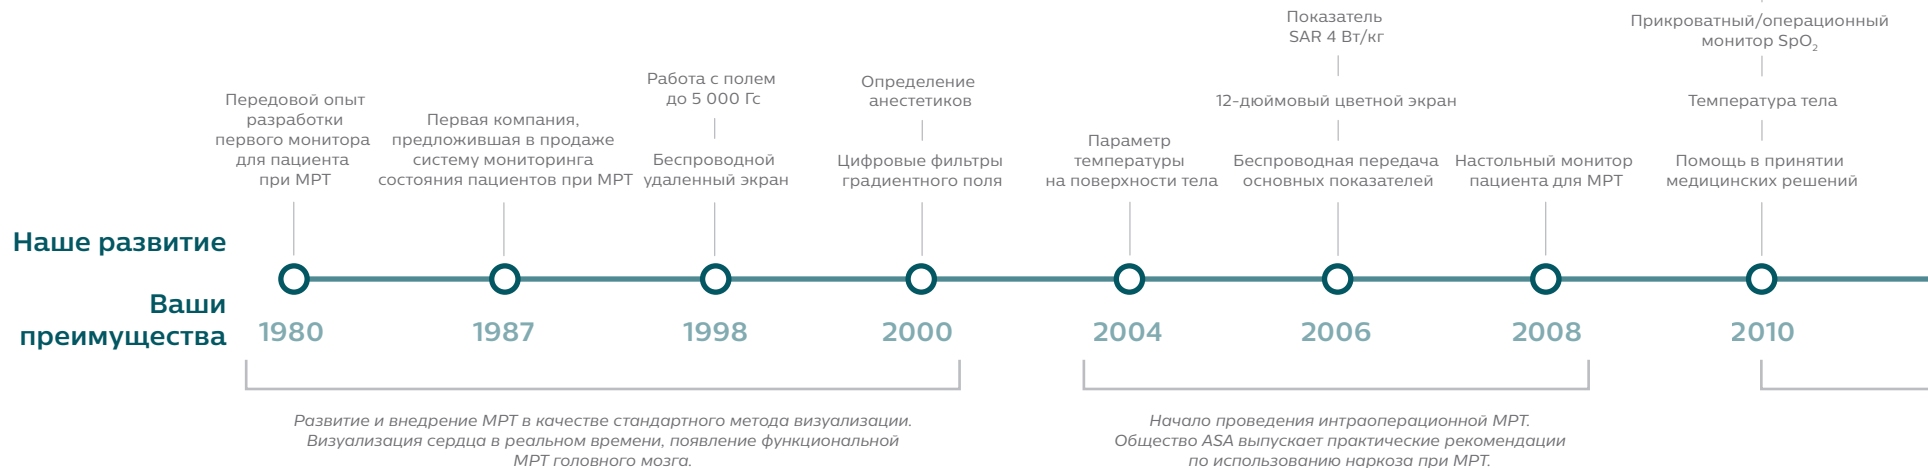 Передовой опыт
разработки
первого монитора
для пациента
при МРТ
Первая компания,
предложившая в продаже
систему мониторинга
состояния пациентов при МРТ
Работа с полем
до 5 000 Гс
Беспроводной
удаленный экран
Определение
анестетиков
Цифровые фильтры
градиентного поля
Параметр
температуры
на поверхности тела
Показатель
SAR 4 Вт/кг
12-дюймовый цветной экран
Беспроводная передача
основных показателей
Настольный монитор
пациента для МРТ
Прикроватный/операционный
монитор SpO₂
Температура тела
Помощь в принятии
медицинских решений
Наше развитие
Ваши
преимущества
1980
1987
1998
2000
2004
2006
2008
2010
Развитие и внедрение МРТ в качестве стандартного метода визуализации.
Визуализация сердца в реальном времени, появление функциональной
МРТ головного мозга.
Начало проведения интраоперационной МРТ.
Общество ASA выпускает практические рекомендации
по использованию наркоза при МРТ.